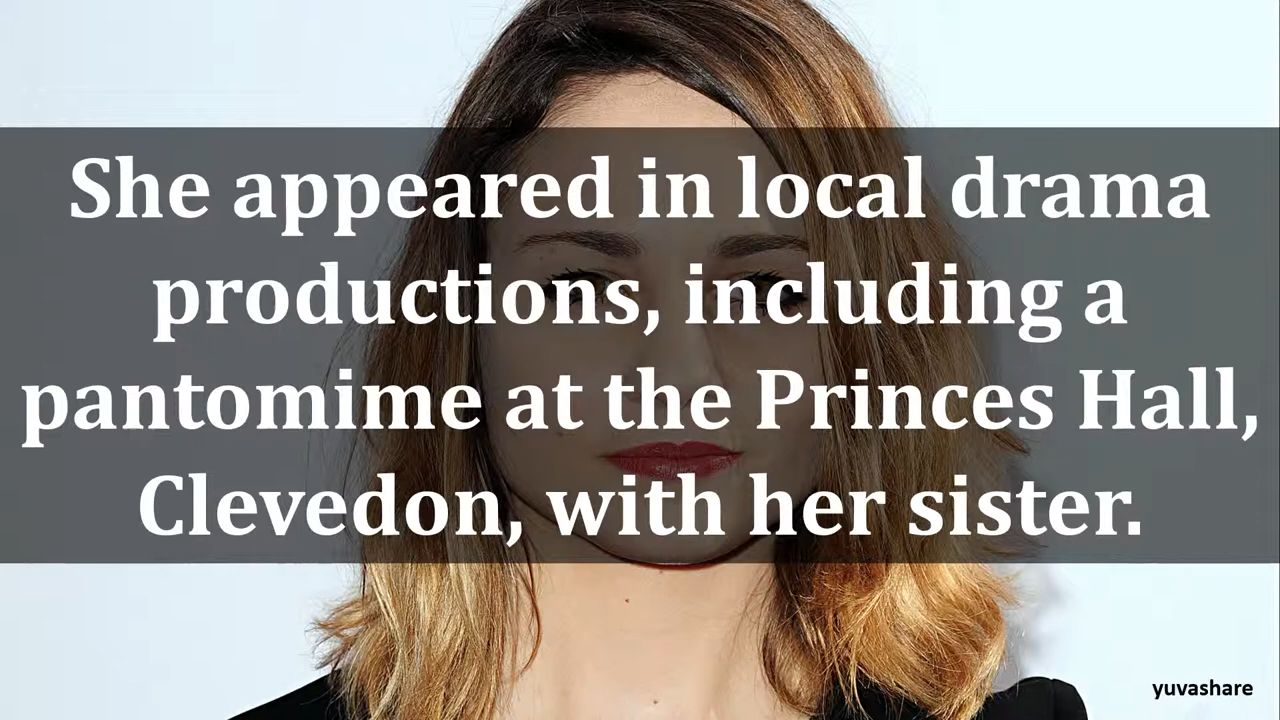 She appeared in local drama
productions, including a
pantomime at the Princes Hall,
Clevedon, with her sister.
yuvashare